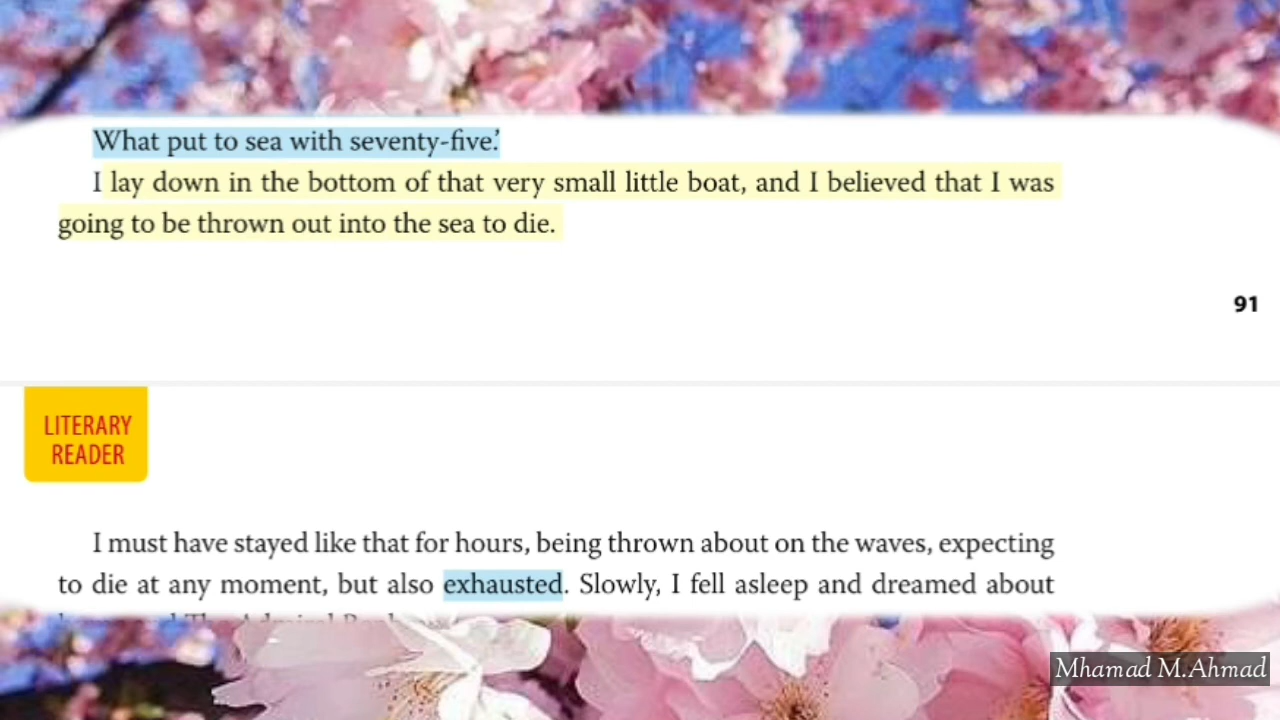 What put to sea with seventy-five.’
I lay down in the bottom of that very small little boat, and I believed that I was
going to be thrown out into the sea to die.
91
LITERARY
READER
I must have stayed like that for hours, being thrown about on the waves, expecting
to die at any moment, but also exhausted. Slowly, I fell asleep and dreamed about
Mhamad M.Ahmad